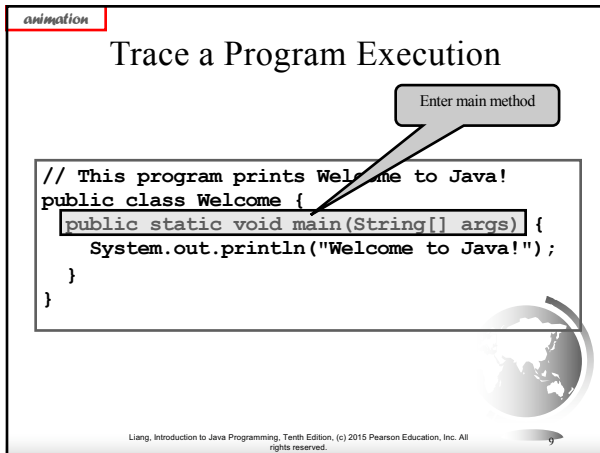 animation
Trace a Program Execution
Enter main method
// This program prints Welcome to Java!
public class Welcome {
public static void main(String[] args) {
System.out.println("Welcome to Java!");
}
}
Liang, Introduction to Java Programming, Tenth Edition, (c) 2015 Pearson Education, Inc. All
rights reserved.
9